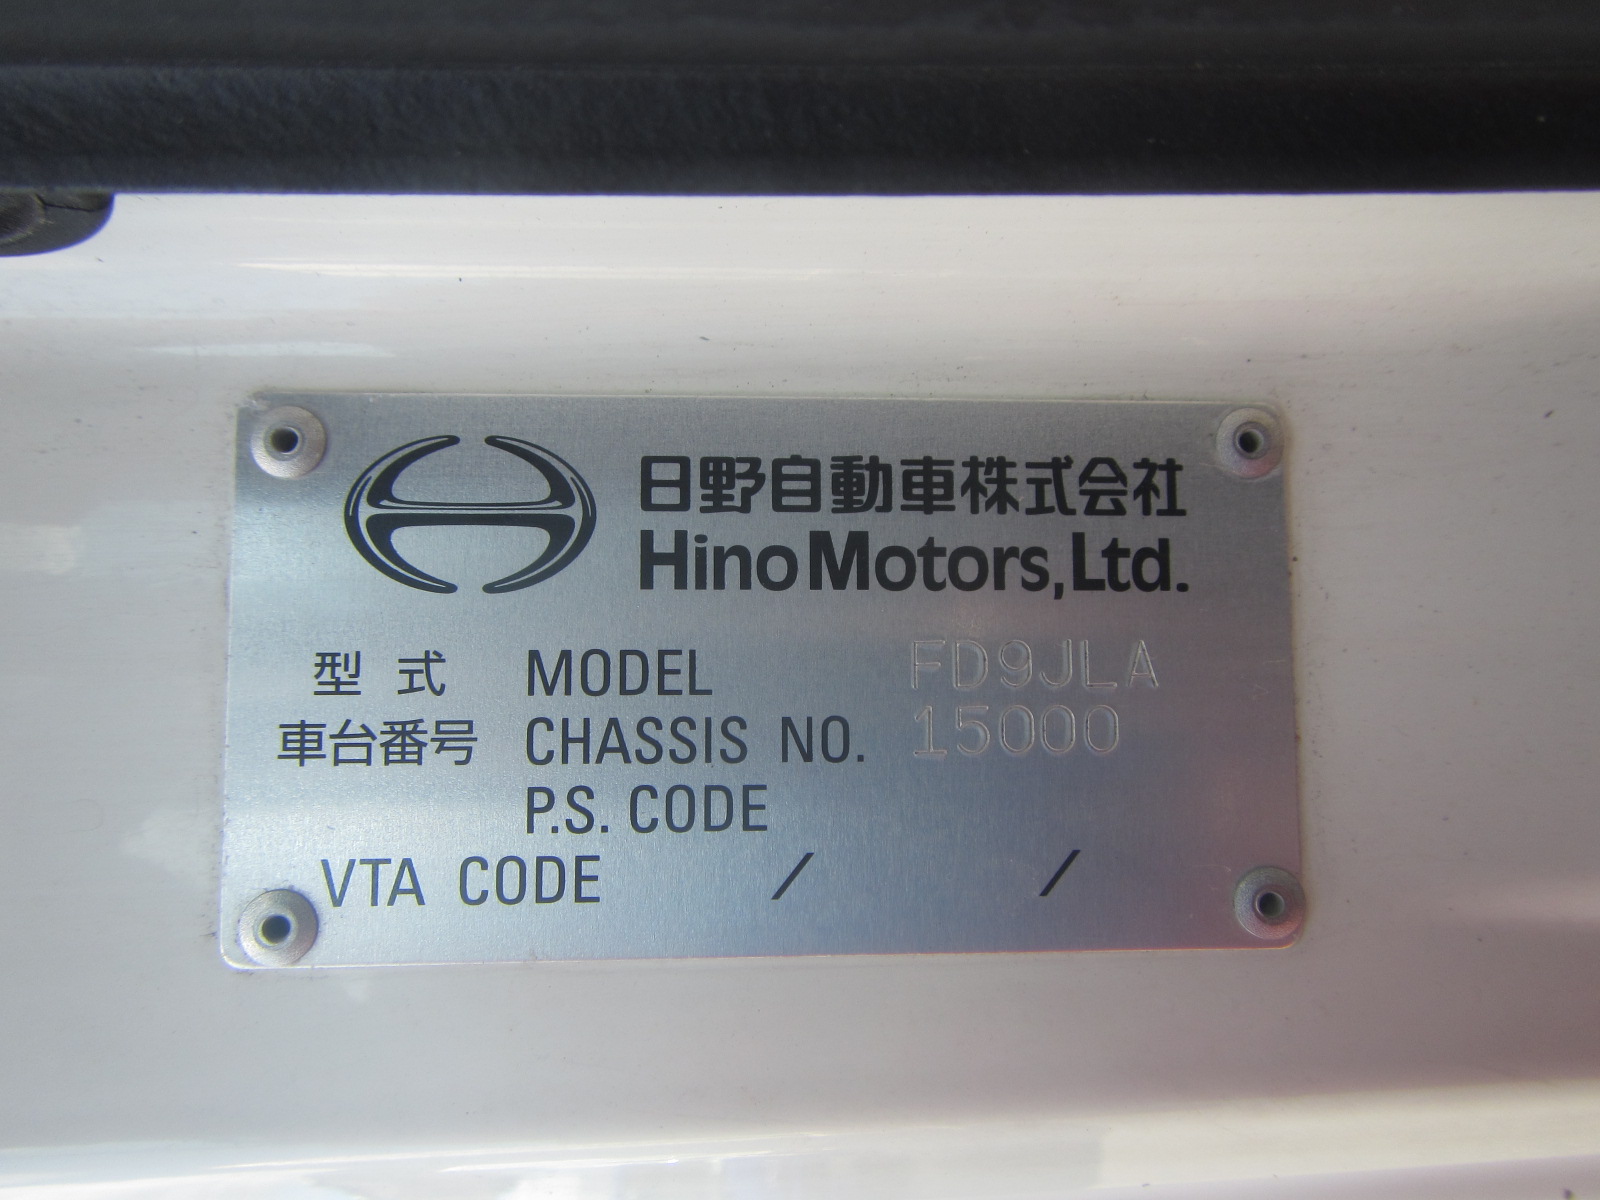 日野自動車株式会社
Hino Motors, Ltd.
型式 MODEL FD9JLA
車台番号 CHASSIS NO. 15000
P.S. CODE
VTA CODE / /